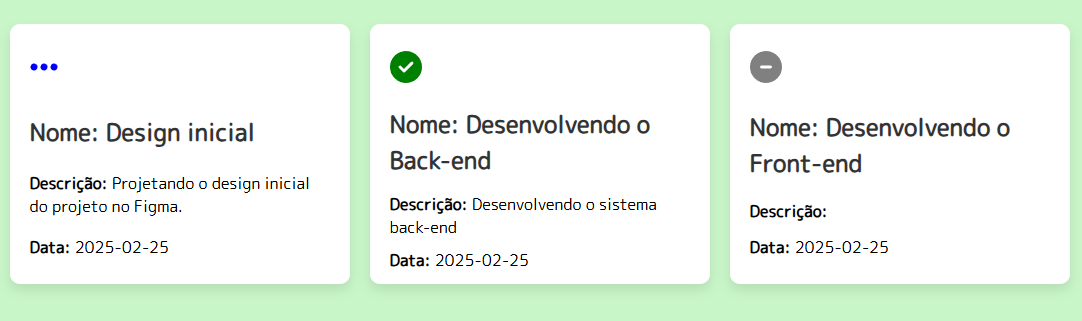 Nome: Design inicial
Descrição: Projetando o design inicial
do projeto no Figma.
Data: 2025-02-25
Nome: Desenvolvendo o
Back-end
Descrição: Desenvolvendo o sistema
back-end
Data: 2025-02-25
Nome: Desenvolvendo o
Front-end
Descrição:
Data: 2025-02-25